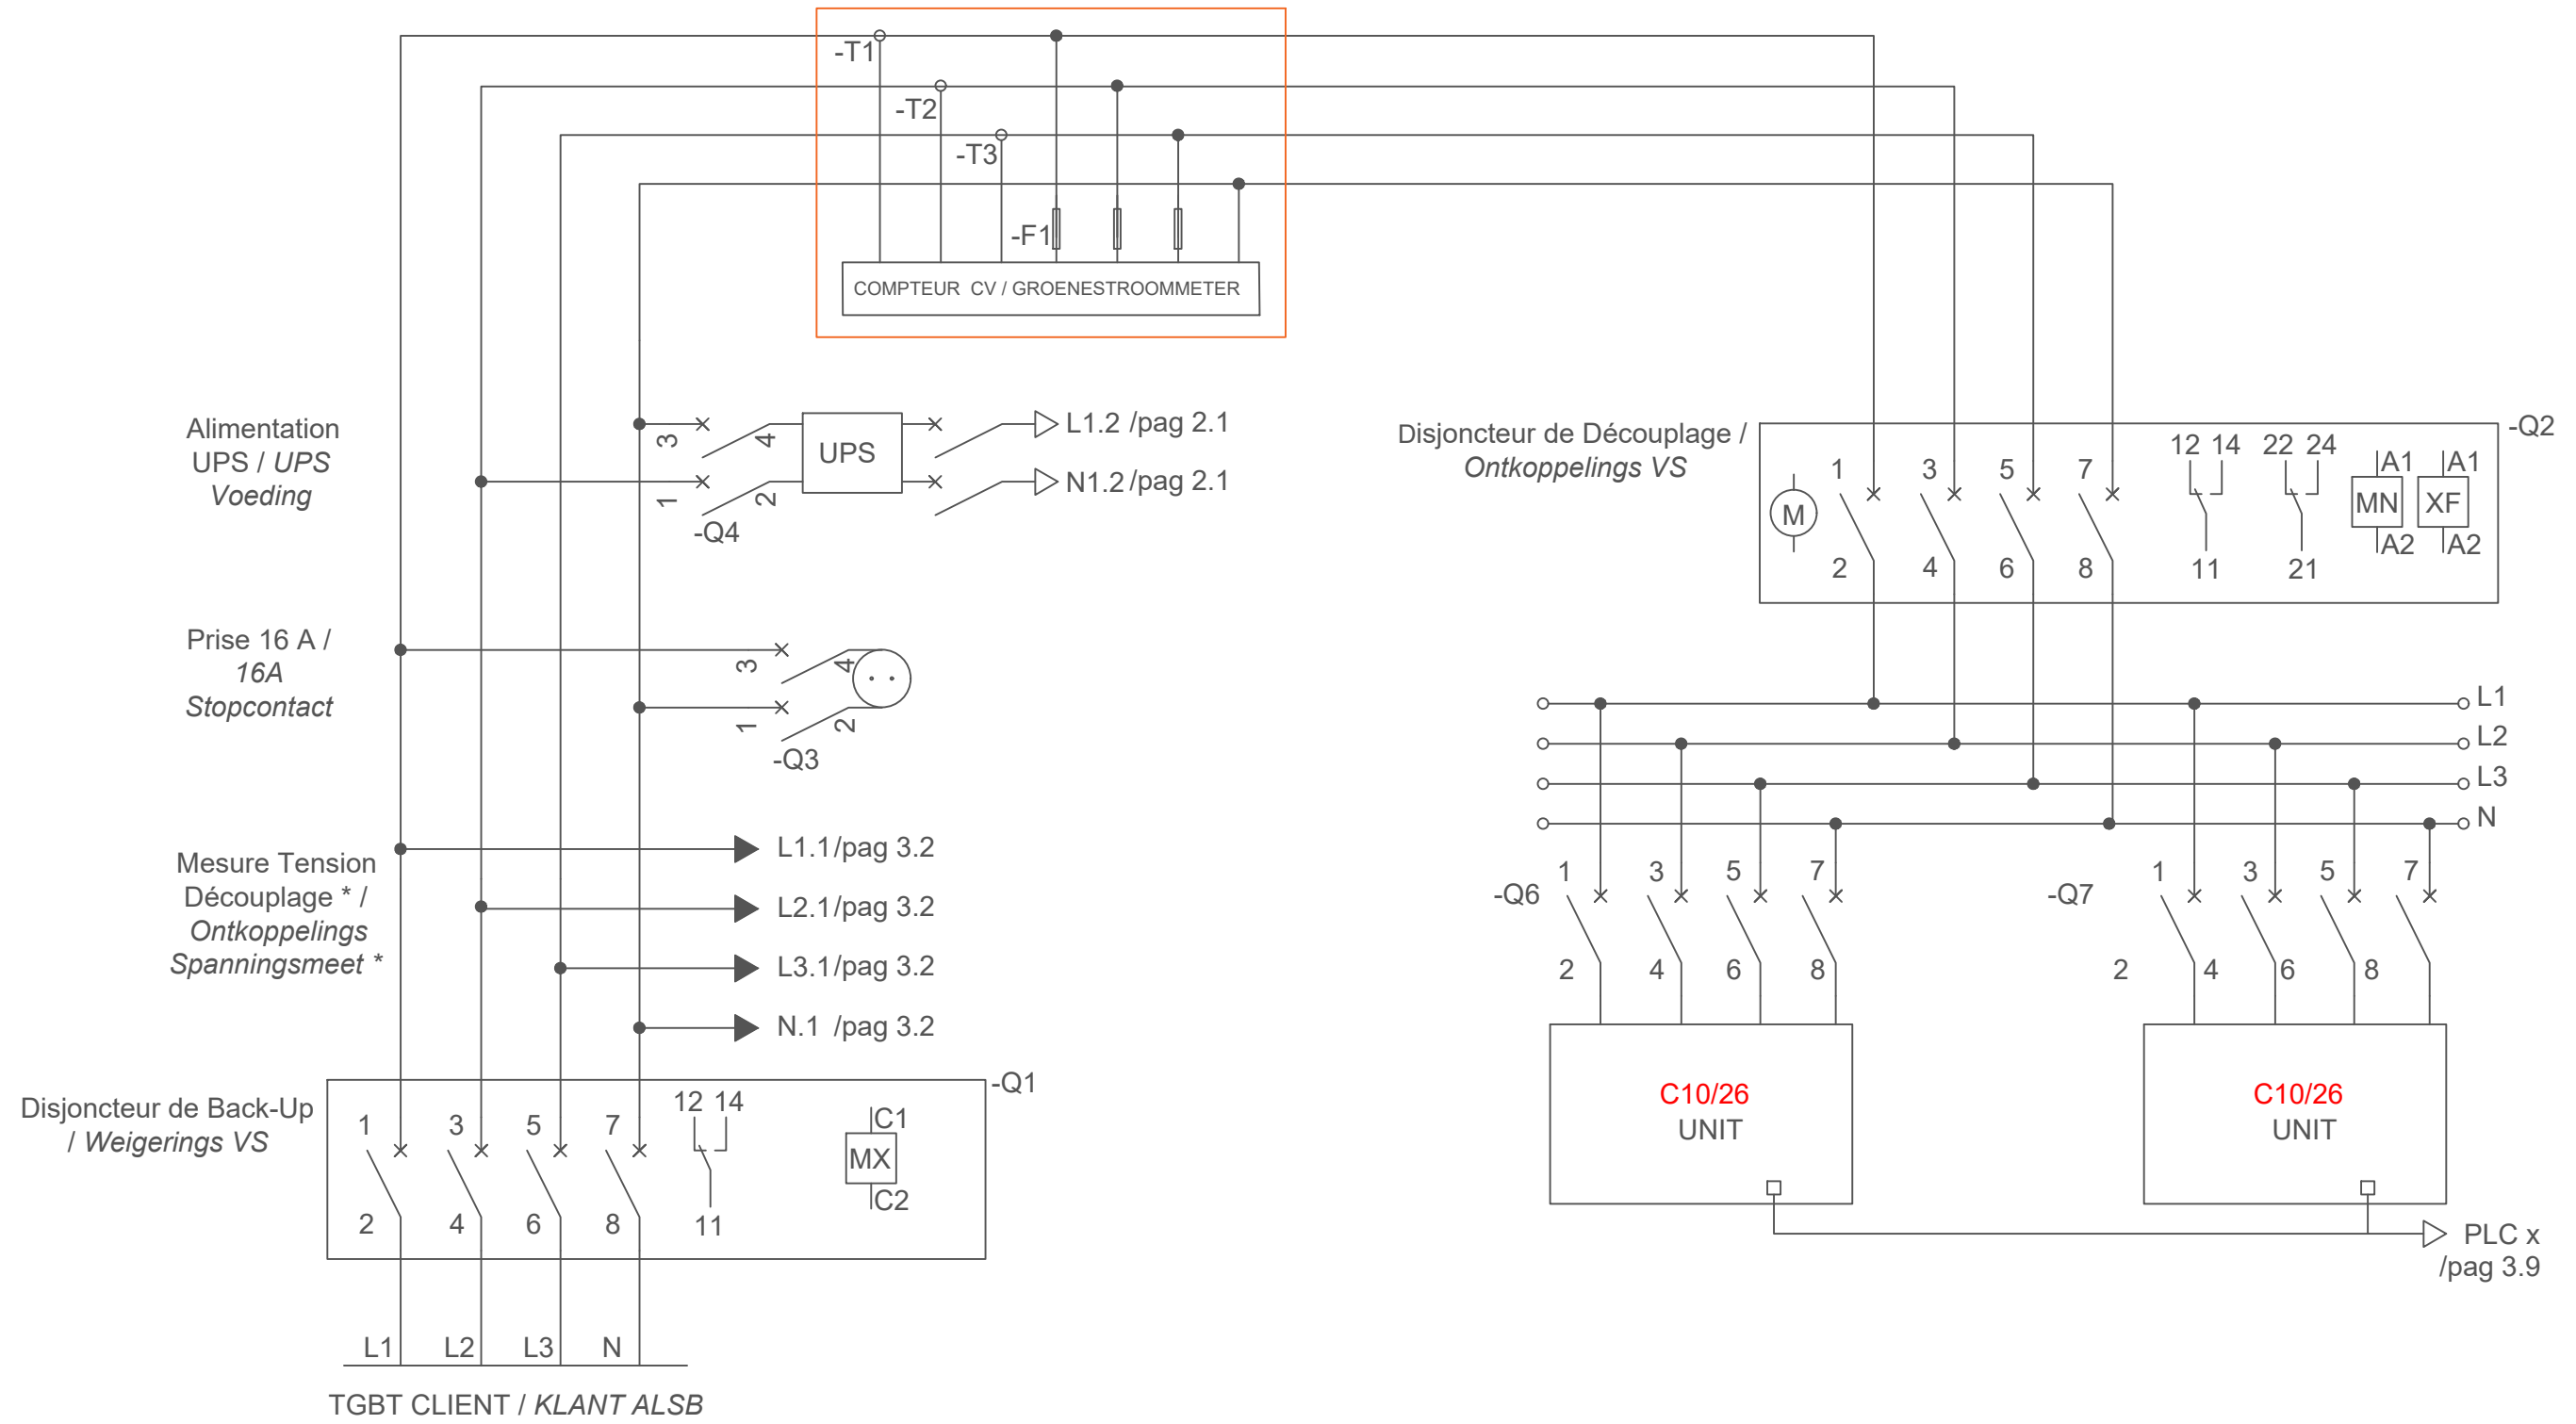 -T1
-T2
-T3
-F1
COMPTEUR CV / GROENESTROOMMETER
Alimentation
UPS / UPS
Voeding
3
4
1
2
UPS
-Q4
L1.2 /pag 2.1
N1.2 /pag 2.1
Prise 16 A /
16A
Stopcontact
3
4
1
2
-Q3
Mesure Tension
Découplage * /
Ontkoppelings
Spanningsmeet *
L1.1/pag 3.2
L2.1/pag 3.2
L3.1/pag 3.2
N.1 /pag 3.2
Disjoncteur de Back-Up
/ Weigerings VS
-Q1
1 3 5 7
2 4 6 8
12 14
11
C1
MX
C2
L1 L2 L3 N
TGBT CLIENT / KLANT ALSB
Disjoncteur de Découplage /
Ontkoppelings VS
-Q2
M
1 3 5 7
2 4 6 8
12 14
11
22 24
21
A1
MN
A2
A1
XF
A2
L1
L2
L3
N
-Q6
1 3 5 7
2 4 6 8
-Q7
1 3 5 7
2 4 6 8
C10/26
UNIT
C10/26
UNIT
PLC x
/pag 3.9